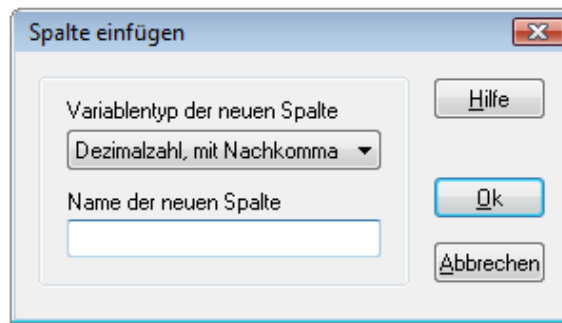 Spalte einfügen
Variablentyp der neuen Spalte
Dezimalzahl, mit Nachkomma
Name der neuen Spalte
Hilfe
Ok
Abbrechen